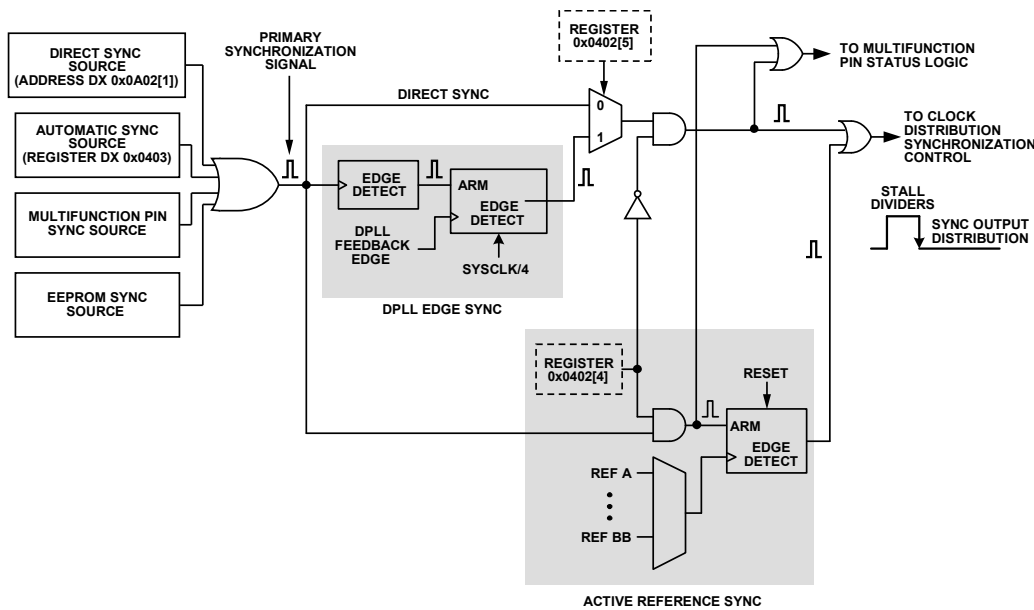 DIRECT SYNC
SOURCE
(ADDRESS DX 0x0A02[1])
AUTOMATIC SYNC
SOURCE
(REGISTER DX 0x0403)
MULTIFUNCTION PIN
SYNC SOURCE
EEPROM SYNC
SOURCE
PRIMARY
SYNCHRONIZATION
SIGNAL
DIRECT SYNC
REGISTER
0x0402[5]
0
1
EDGE
DETECT
ARM
EDGE
DETECT
DPLL
FEEDBACK
EDGE
SYSCLK/4
DPLL EDGE SYNC
TO MULTIFUNCTION
PIN STATUS LOGIC
TO CLOCK
DISTRIBUTION
SYNCHRONIZATION
CONTROL
STALL
DIVIDERS
SYNC OUTPUT
DISTRIBUTION
REGISTER
0x0402[4]
RESET
ARM
EDGE
DETECT
REF A
REF BB
ACTIVE REFERENCE SYNC